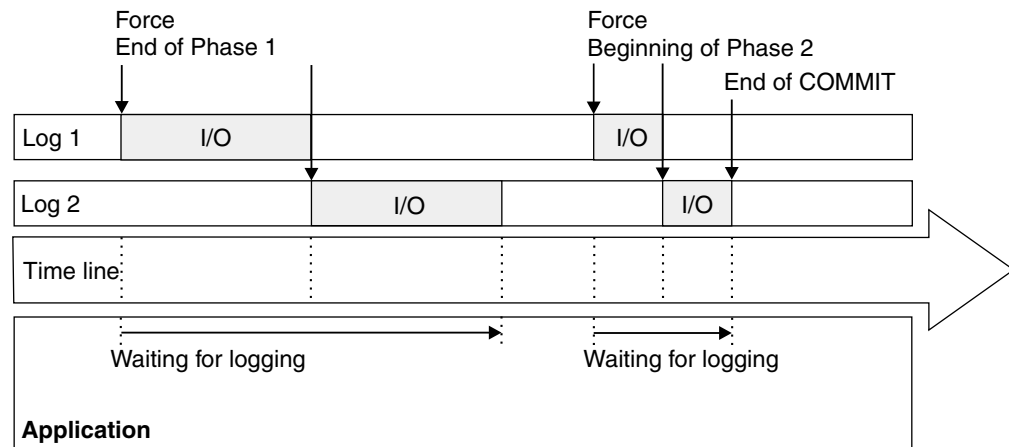 Force
End of Phase 1
Force
Beginning of Phase 2
End of COMMIT
Log 1
I/O
I/O
Log 2
I/O
I/O
Time line
Waiting for logging
Waiting for logging
Application